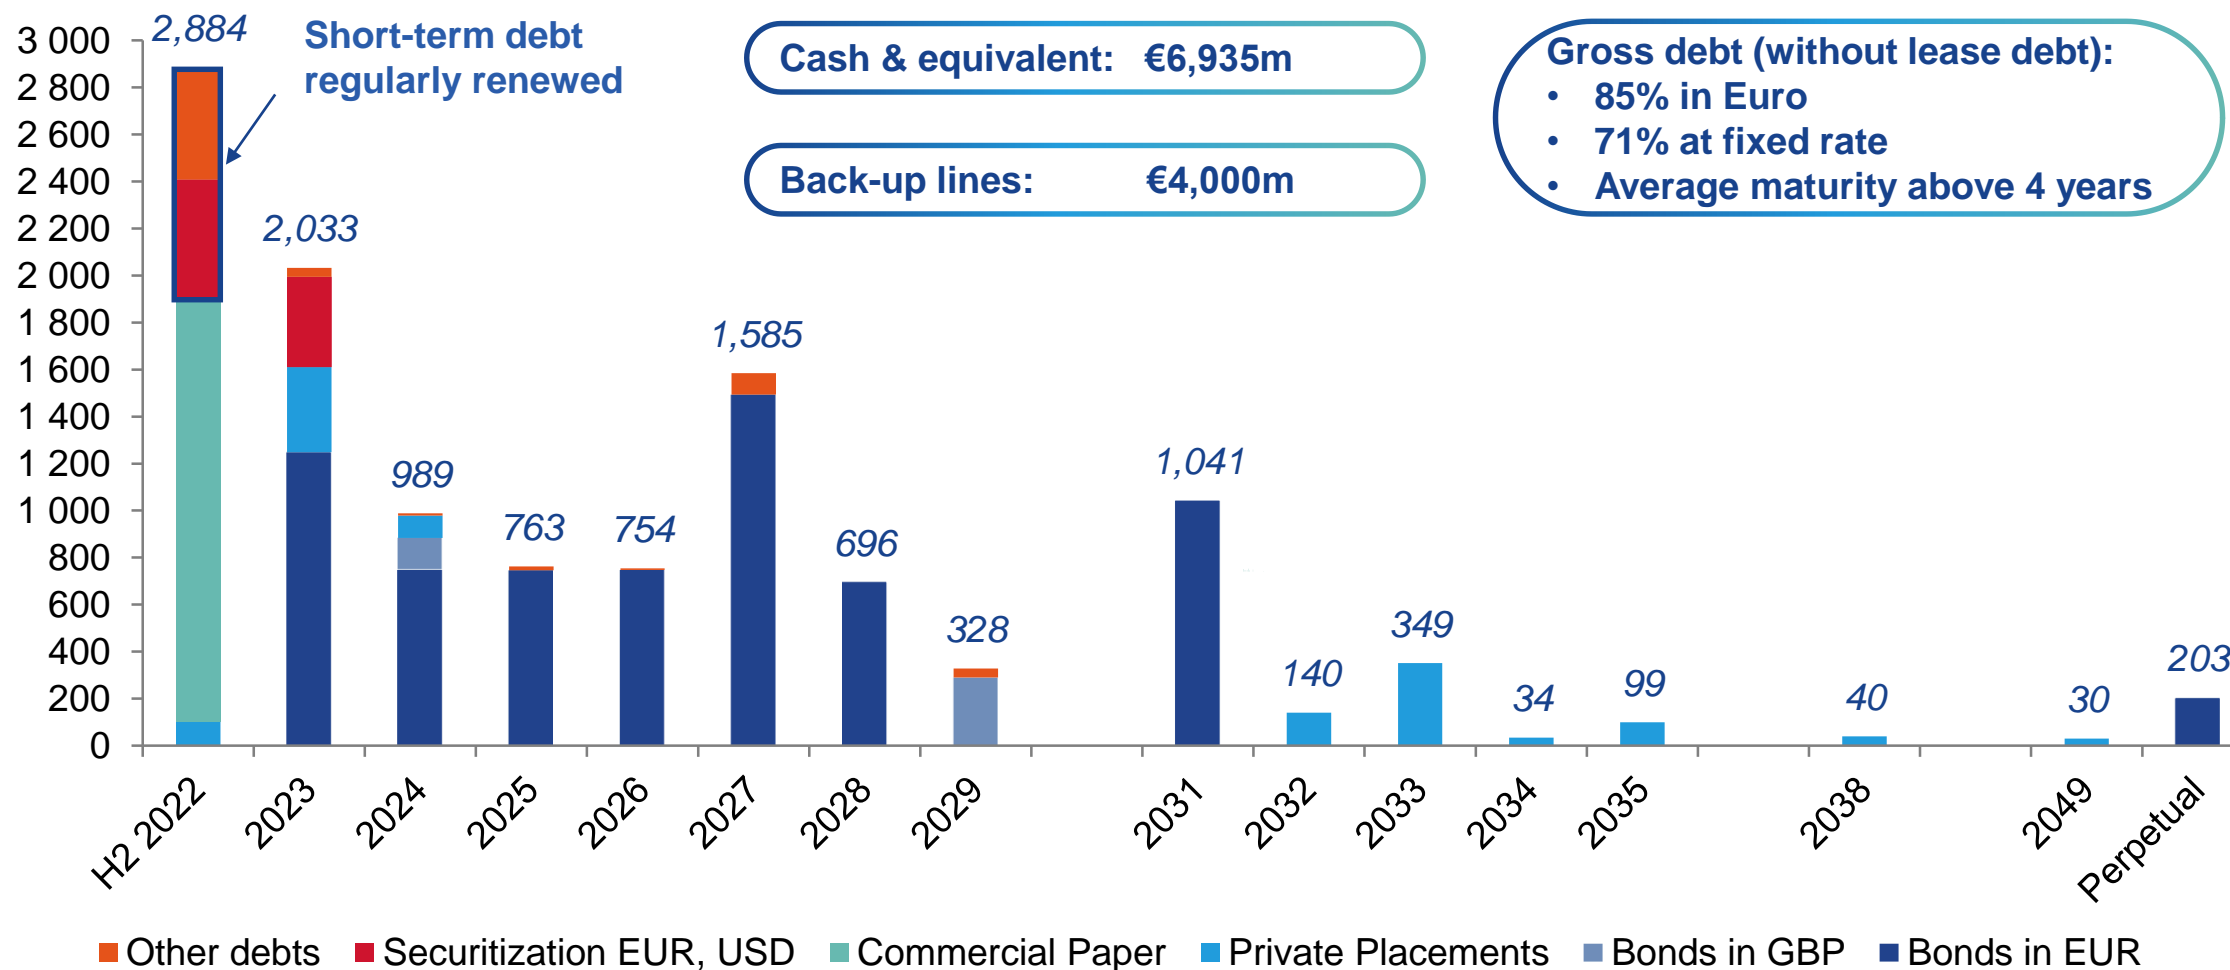 Short-term debt
regularly renewed
Cash & equivalent: €6,935m
Back-up lines: €4,000m
Gross debt (without lease debt):
• 85% in Euro
• 71% at fixed rate
• Average maturity above 4 years
3 000
2 800
2 600
2 400
2 200
2 000
1 800
1 600
1 400
1 200
1 000
800
600
400
200
0
2,884
2,033
989
763
754
1,585
696
328
1,041
140
349
34
99
40
30
203
H2 2022
2023
2024
2025
2026
2027
2028
2029
2031
2032
2033
2034
2035
2038
2049
Perpetual
Other debts
Securitization EUR, USD
Commercial Paper
Private Placements
Bonds in GBP
Bonds in EUR